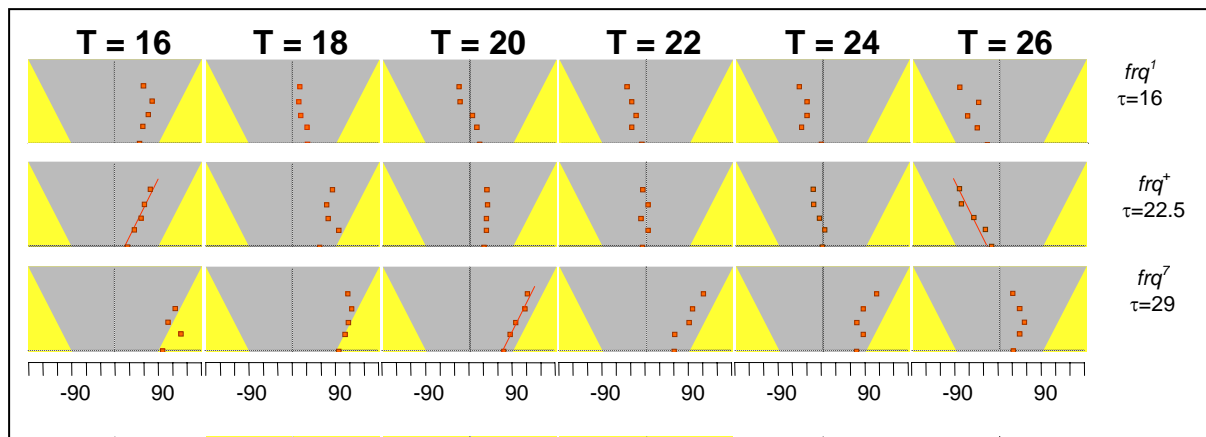 T = 16 T = 18 T = 20 T = 22 T = 24 T = 26
frq¹
τ=16
frq⁺
τ=22.5
frq⁷
τ=29
-90 90 -90 90 -90 90 -90 90 -90 90 -90 90